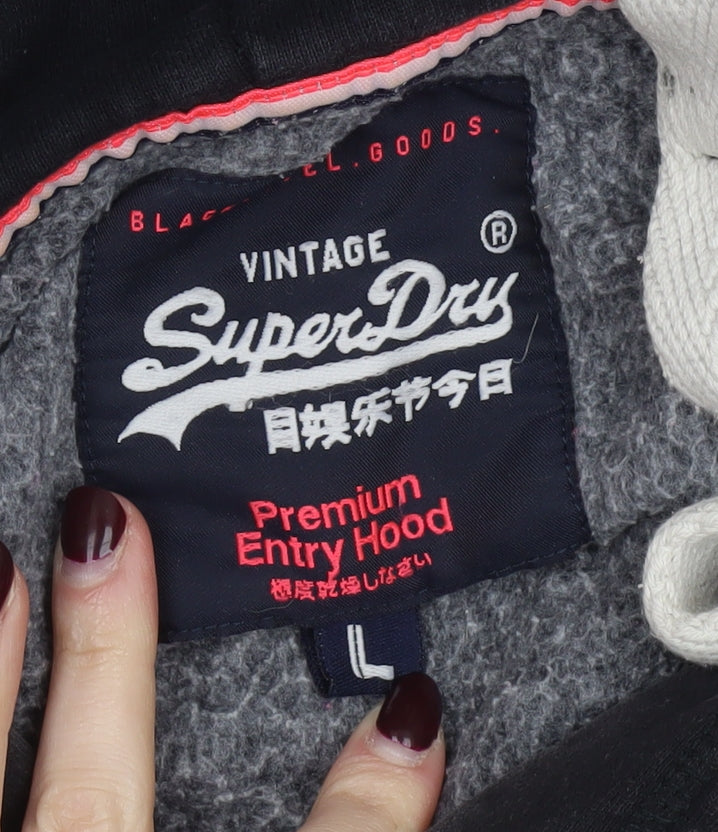 GOODS.
VINTAGE ®
SuperDry
目娱乐节今日
Premium
Entry Hood
極度乾燥しなさい
L